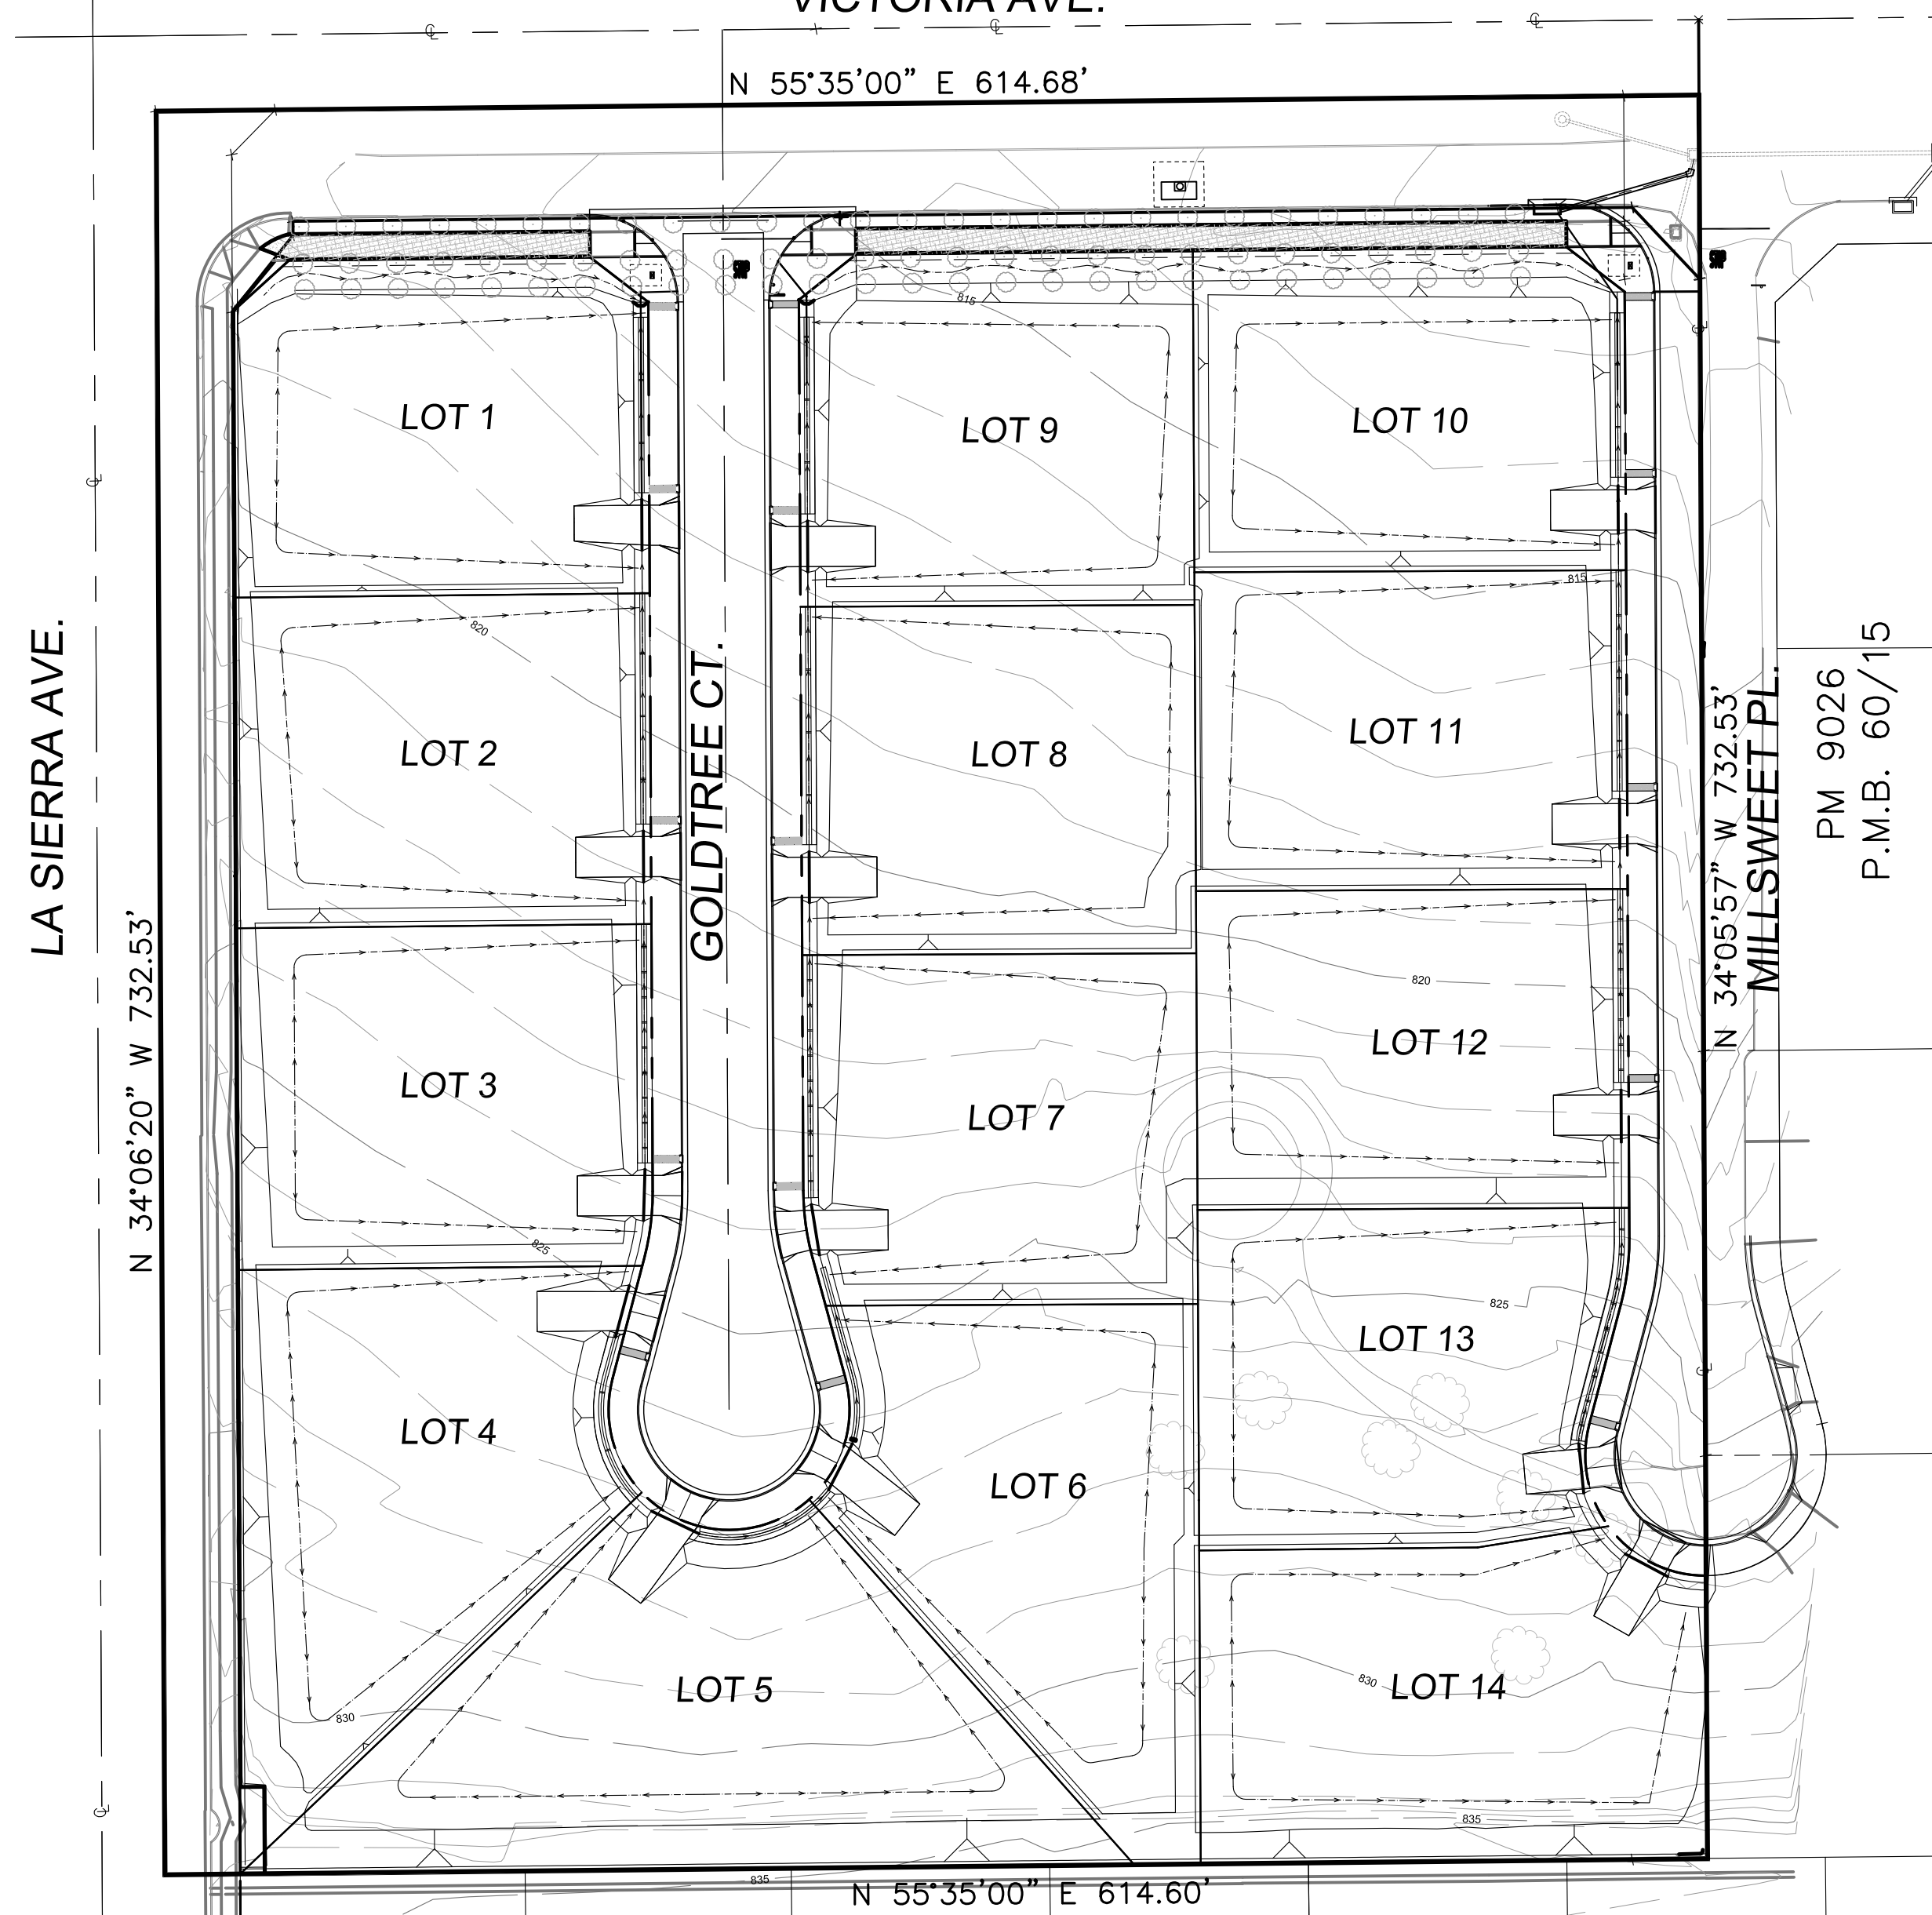 VICTORIA AVE.
N 55°35'00" E 614.68'
LOT 1
LOT 9
LOT 10
815
815
LOT 2
820
LOT 8
LOT 11
LA SIERRA AVE.
GOLDTREE CT.
N 34°06'20" W 732.53'
N 34°05'57" W 732.53'
MILLSWEET PL.
PM 9026
P.M.B. 60/15
LOT 3
LOT 7
820
LOT 12
825
825
LOT 13
LOT 4
LOT 6
LOT 5
830
830
LOT 14
835
835
N 55°35'00" E 614.60'